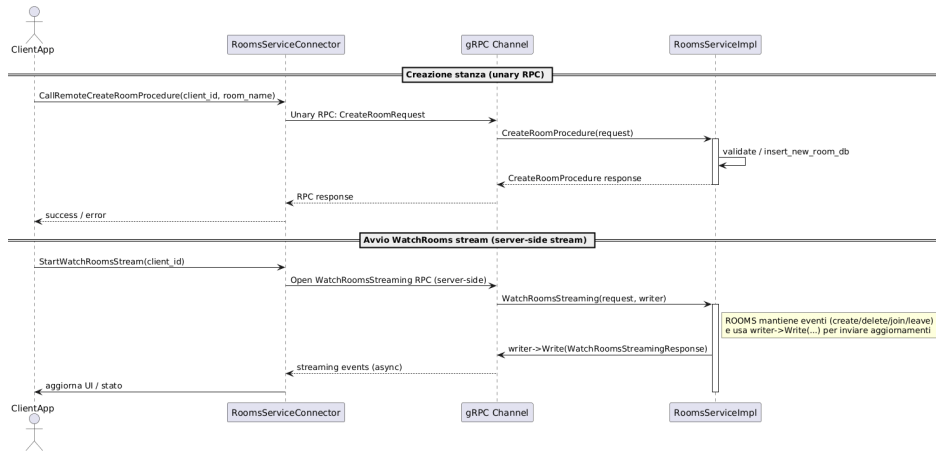 ClientApp
RoomsServiceConnector
gRPC Channel
RoomsServiceImpl
Creazione stanza (unary RPC)
CallRemoteCreateRoomProcedure(client_id, room_name)
Unary RPC: CreateRoomRequest
CreateRoomProcedure(request)
validate / insert_new_room_db
CreateRoomProcedure response
RPC response
success / error
Avvio WatchRooms stream (server-side stream)
StartWatchRoomsStream(client_id)
Open WatchRoomsStreaming RPC (server-side)
WatchRoomsStreaming(request, writer)
ROOMS mantiene eventi (create/delete/join/leave)
e usa writer->Write(...) per inviare aggiornamenti
writer->Write(WatchRoomsStreamingResponse)
streaming events (async)
aggiorna UI / stato
ClientApp
RoomsServiceConnector
gRPC Channel
RoomsServiceImpl